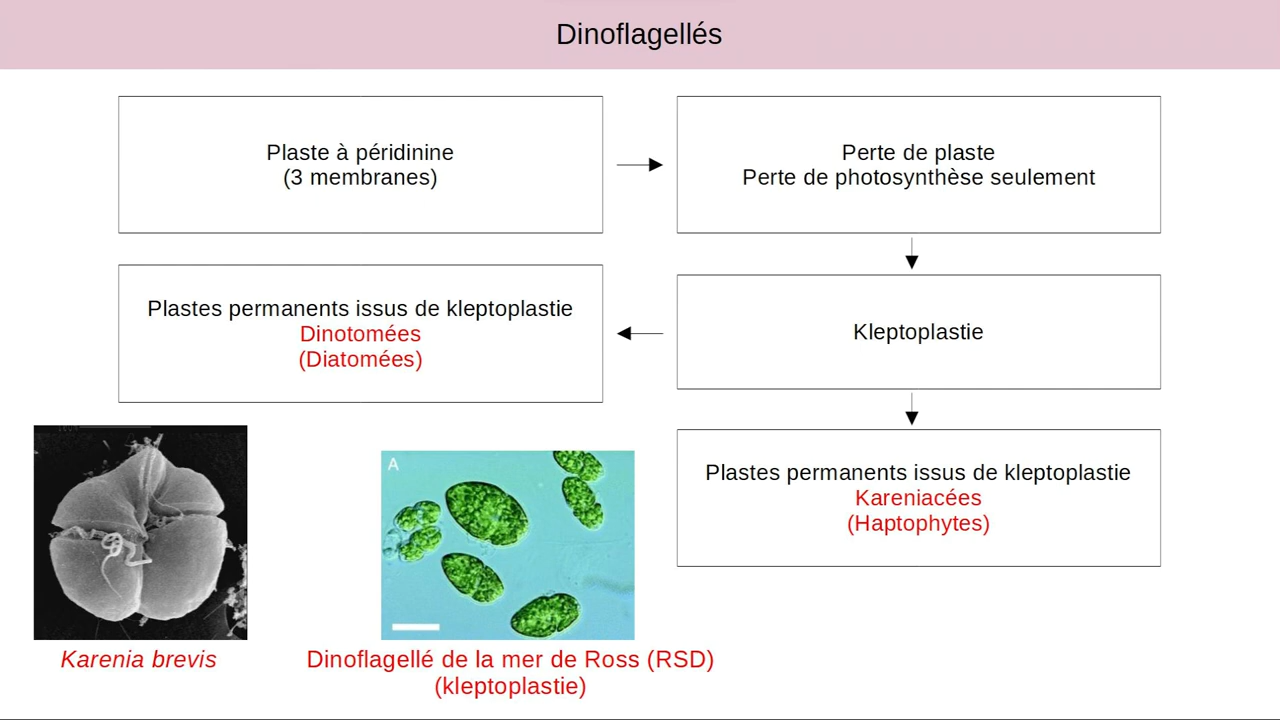 Dinoflagellés
Plaste à péridinine
(3 membranes)
Perte de plaste
Perte de photosynthèse seulement
Plastes permanents issus de kleptoplastie
Dinotomées
(Diatomées)
Kleptoplastie
Plastes permanents issus de kleptoplastie
Kareniacées
(Haptophytes)
A
Karenia brevis
Dinoflagellé de la mer de Ross (RSD)
(kleptoplastie)